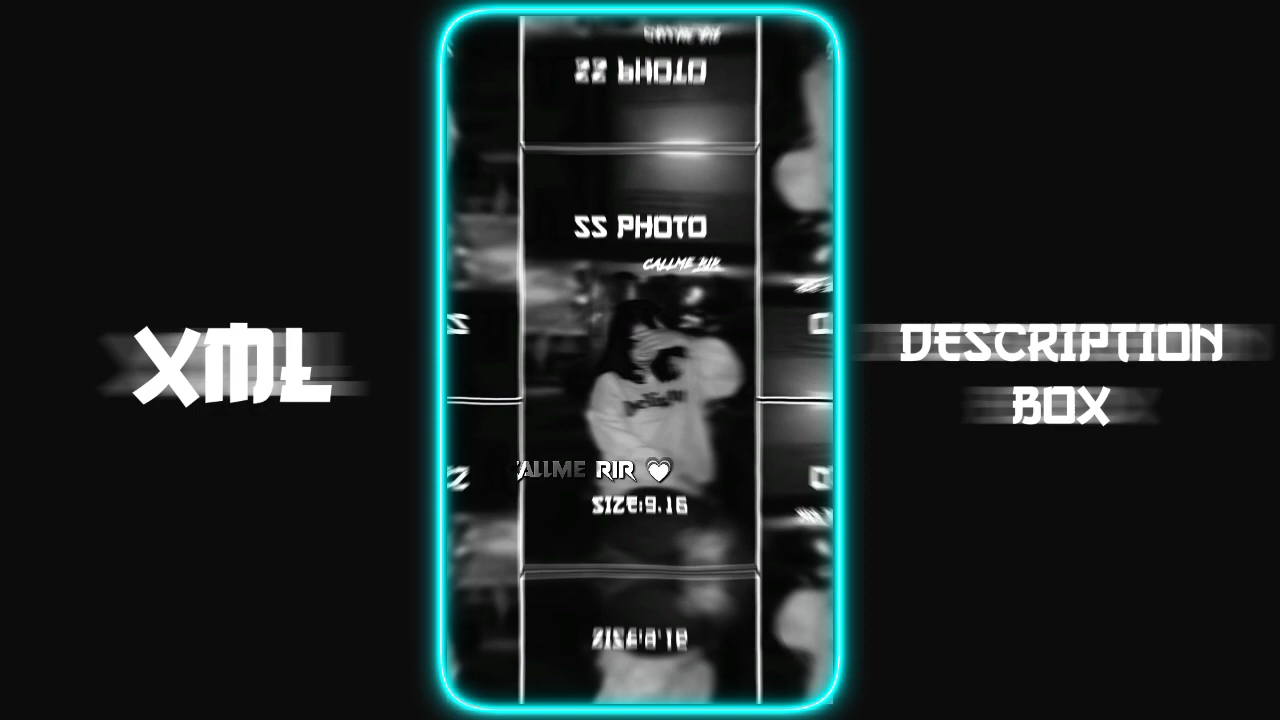 SS PHOTO
SS PHOTO
CALLME RIR
XML
DESCRIPTION
BOX
CALLME RIR 🤍
SIZE:9.16
SIZE:9.16